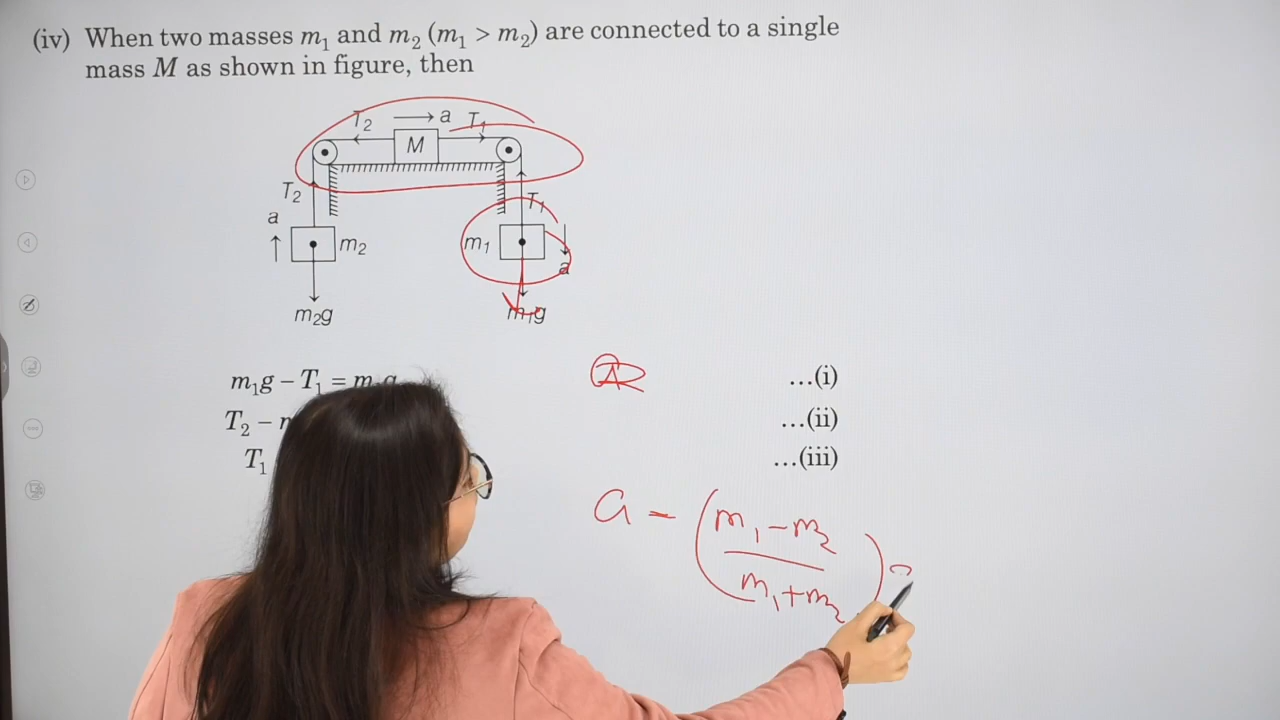 (iv) When two masses m₁ and m₂ (m₁ > m₂) are connected to a single
mass M as shown in figure, then
T₂ a T₁
M
T₂ T₁
a
m₂ m₁
a
m₂g m₁g
m₁g – T₁ = m₁a ...(i)
T₂ – ...(ii)
T₁ ...(iii)
a = (m₁ – m₂
m₁ + m₂)